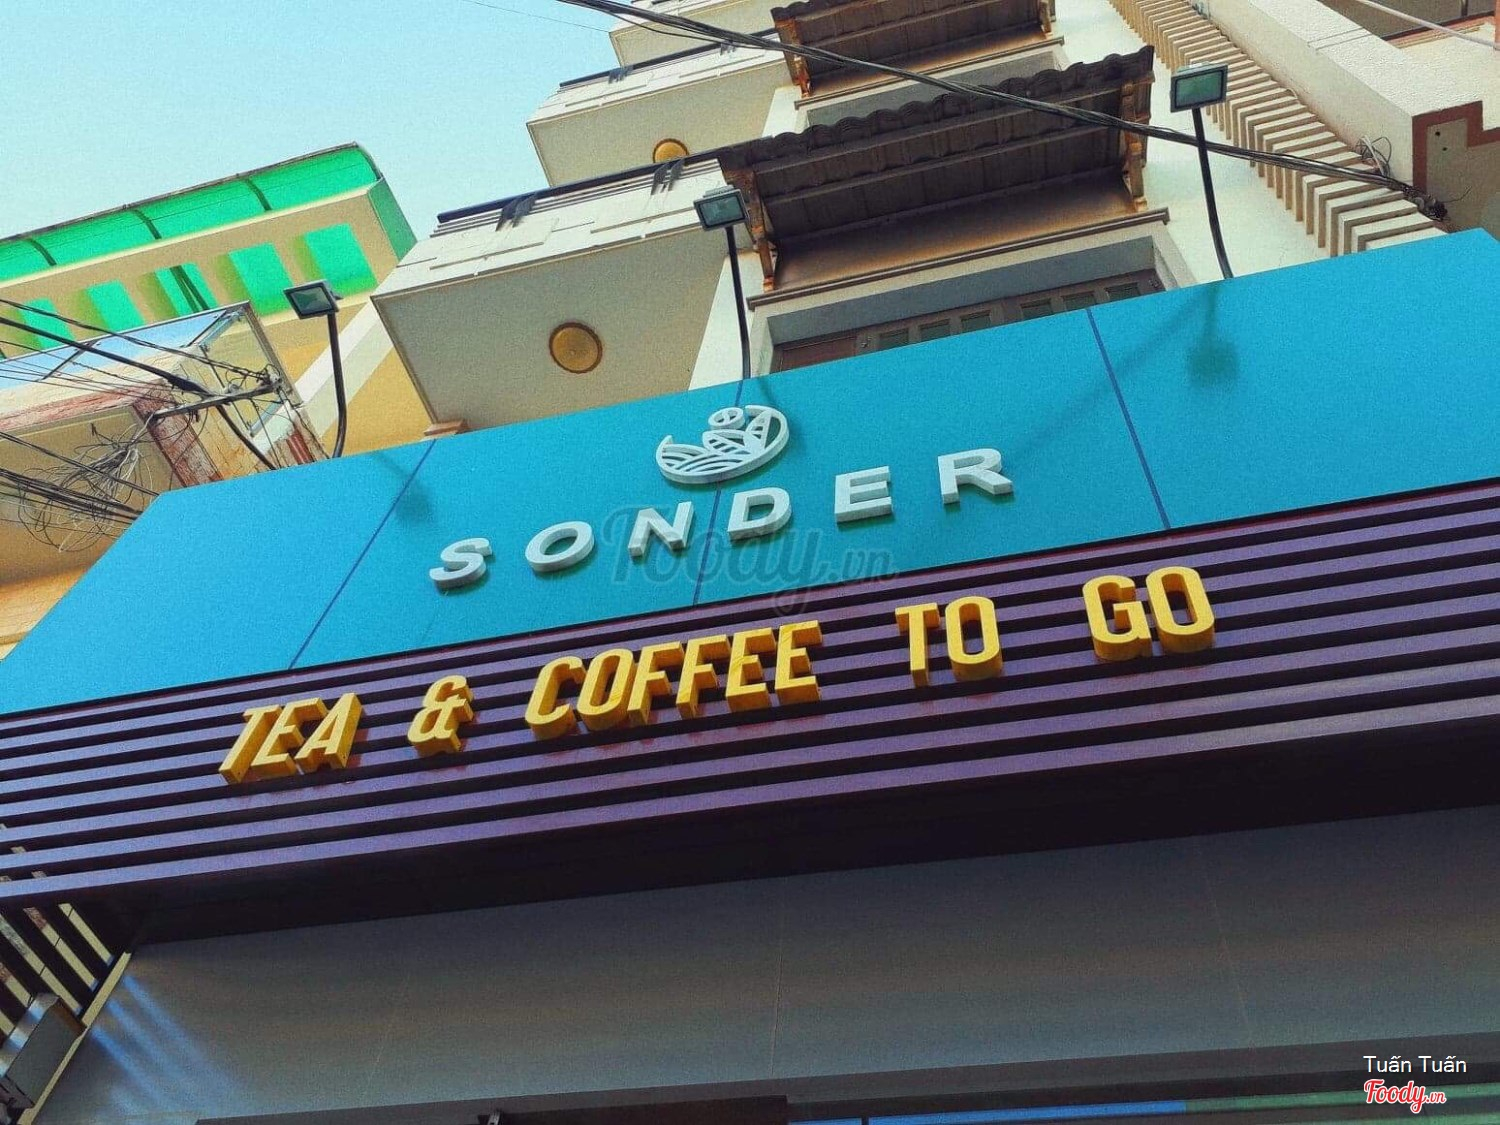 SONDER
Foody.vn
TEA & COFFEE TO GO
Tuấn Tuấn
Foody.vn